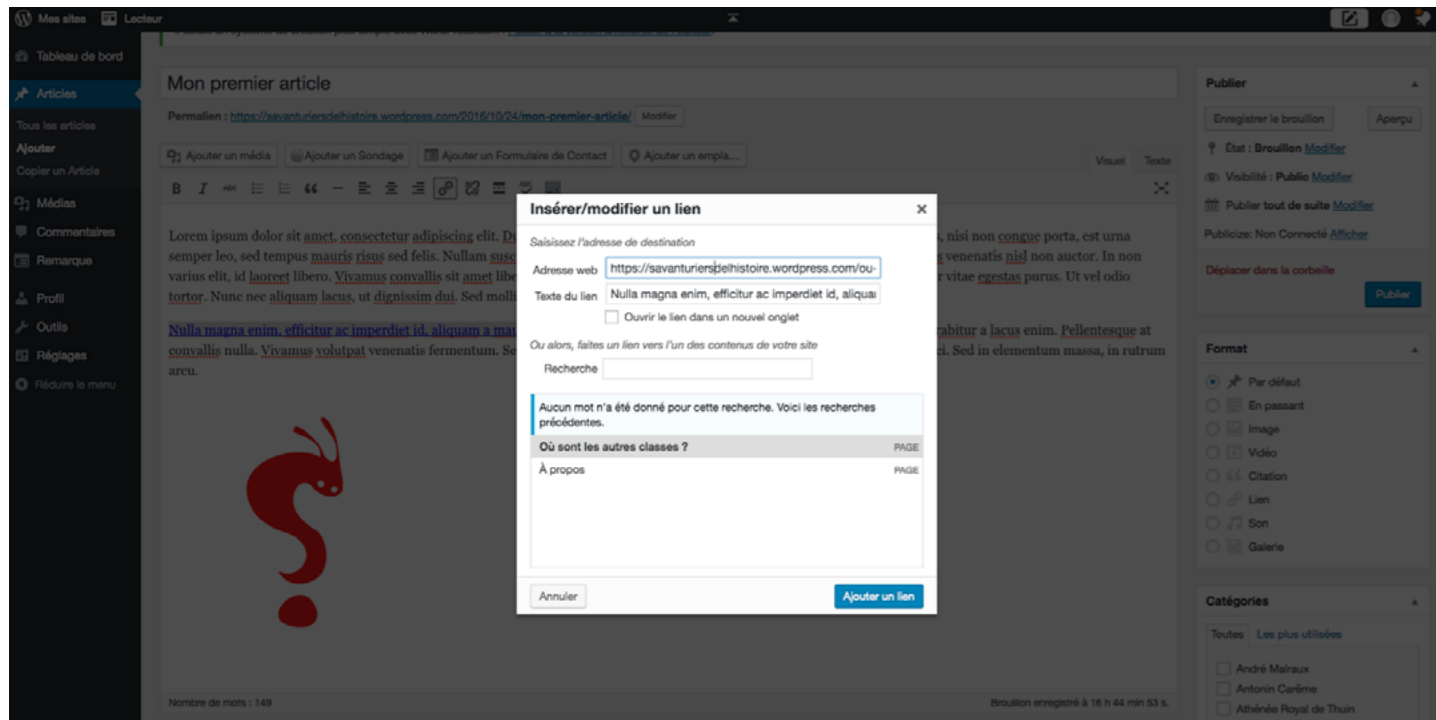 Mes sites Lecteur
Tableau de bord
Articles
Tous les articles
Ajouter
Copier un Article
Médias
Commentaires
Remarque
Profil
Outils
Réglages
Réduire le menu
Mon premier article
Permalien : https://savanturiersdelhistoire.wordpress.com/2016/10/24/mon-premier-article/ Modifier
Ajouter un média Ajouter un Sondage Ajouter un Formulaire de Contact Ajouter un empla...
Visuel Texte
B I ABC
Lorem ipsum dolor sit amet, consectetur adipiscing elit. , nisi non congue porta, est urna
semper leo, sed tempus mauris risus sed felis. Nullam venenatis nisl non auctor. In non
varius elit, id laoreet libero. Vivamus convallis sit amet vitae egestas purus. Ut vel odio
tortor. Nunc nec aliquam lacus, ut dignissim dui. Sed
Nulla magna enim, efficitur ac imperdiet id, aliquam a a lacus enim. Pellentesque at
convallis nulla. Vivamus volutpat venenatis fermentum. Sed in elementum massa, in rutrum
arcu.
Nombre de mots : 149
Brouillon enregistré à 16 h 44 min 53 s.
Insérer/modifier un lien
Saisissez l'adresse de destination
Adresse web https://savanturiersdelhistoire.wordpress.com/ou-
Texte du lien Nulla magna enim, efficitur ac imperdiet id,
Ouvrir le lien dans un nouvel onglet
Ou alors, faites un lien vers l'un des contenus de votre site
Recherche
Aucun mot n'a été donné pour cette recherche. Voici les recherches
précédentes.
Où sont les autres classes ? PAGE
À propos PAGE
Annuler Ajouter un lien
Publier
Enregistrer le brouillon Aperçu
État : Brouillon Modifier
Visibilité : Public Modifier
Publier tout de suite Modifier
Publicize: Non Connecté Afficher
Déplacer dans la corbeille
Publier
Format
Par défaut
En passant
Image
Vidéo
Citation
Lien
Son
Galerie
Catégories
Toutes Les plus utilisées
André Malraux
Antonin Carême
Athénée Royal de Thuin